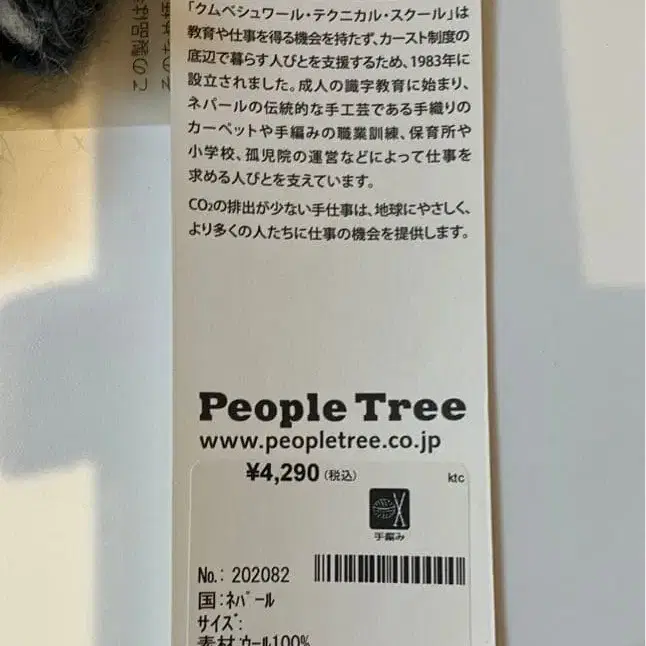 「クムベシュワール・テクニカル・スクール」は
教育や仕事を得る機会を持たず、カースト制度の
底辺で暮らす人びとを支援するため、1983年に
設立されました。成人の識字教育に始まり、
ネパールの伝統的な手工芸である手織りの
カーペットや手編みの職業訓練、保育所や
小学校、孤児院の運営などによって仕事を
求める人びとを支えています。
CO₂の排出が少ない手仕事は、地球にやさしく、
より多くの人たちに仕事の機会を提供します。
People Tree
www.peopletree.co.jp
¥4,290(税込)
ktc
手編み
No.: 202082
国:ネパール
サイズ:
素材:ウール100%